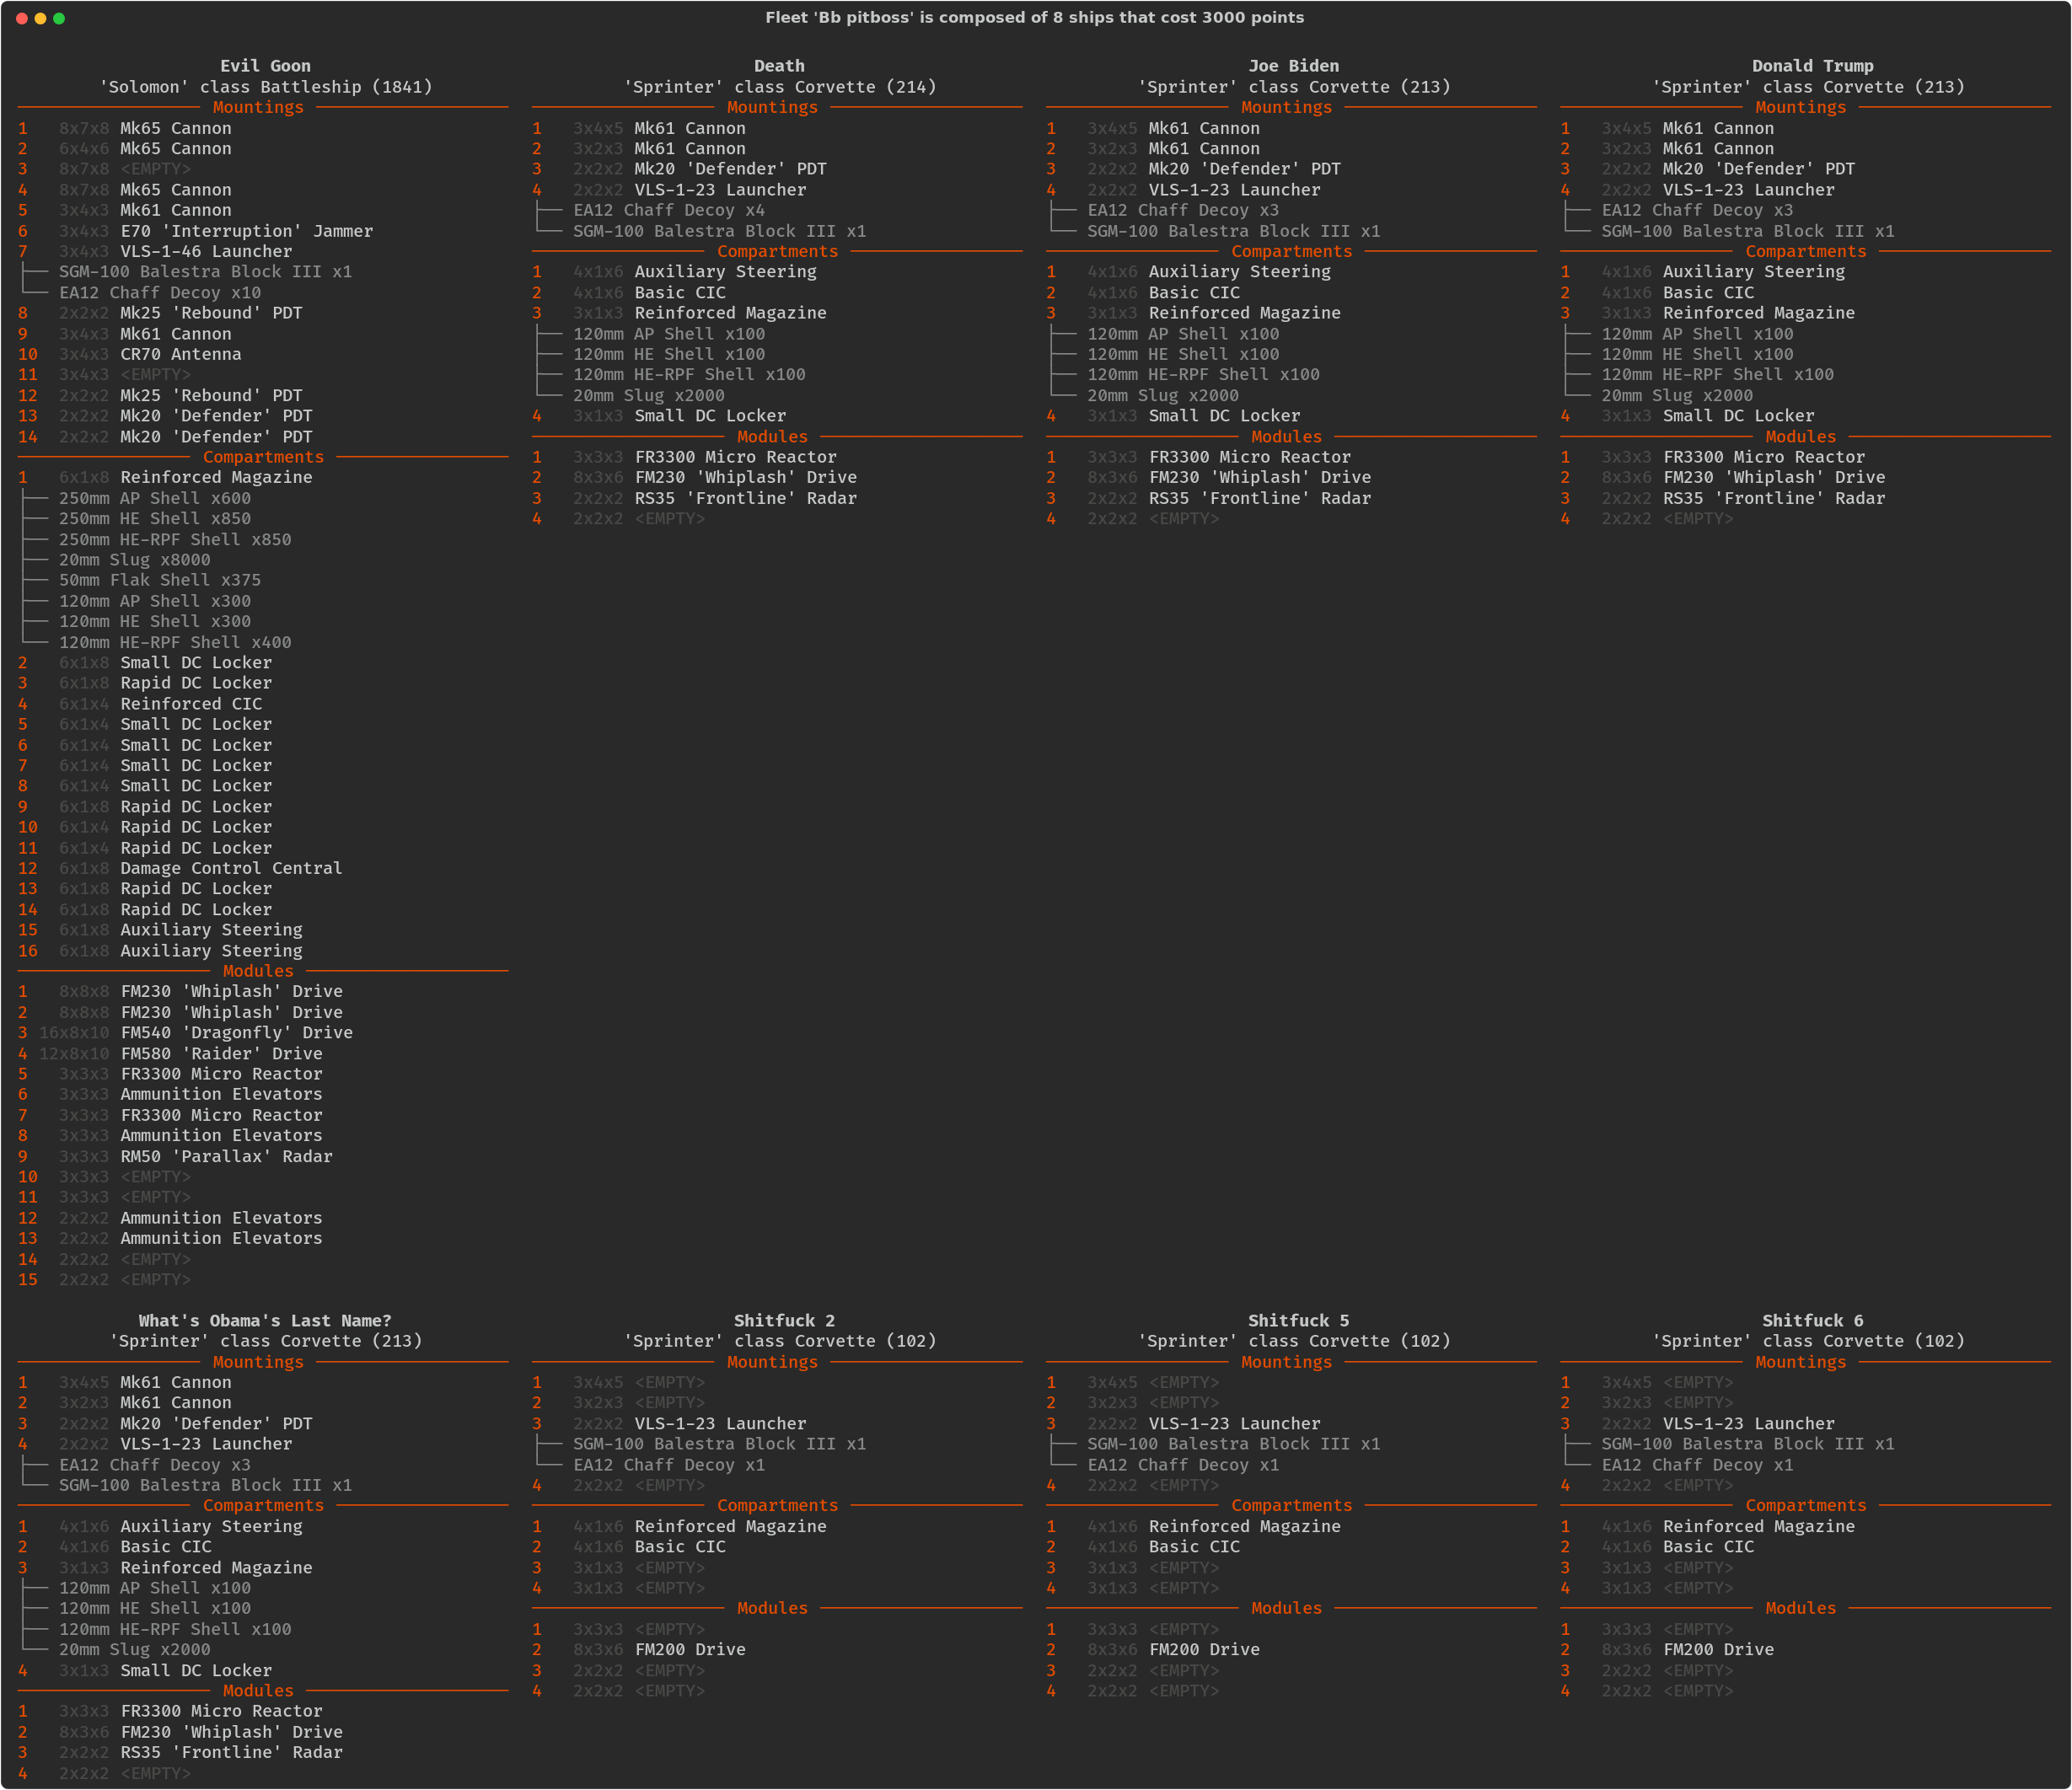 Fleet 'Bb pitboss' is composed of 8 ships that cost 3000 points
Evil Goon
'Solomon' class Battleship (1841)
Mountings
1 8x7x8 Mk65 Cannon
2 6x4x6 Mk65 Cannon
3 8x7x8 <EMPTY>
4 8x7x8 Mk65 Cannon
5 3x4x3 Mk61 Cannon
6 3x4x3 E70 'Interruption' Jammer
7 3x4x3 VLS-1-46 Launcher
├── SGM-100 Balestra Block III x1
└── EA12 Chaff Decoy x10
8 2x2x2 Mk25 'Rebound' PDT
9 3x4x3 Mk61 Cannon
10 3x4x3 CR70 Antenna
11 3x4x3 <EMPTY>
12 2x2x2 Mk25 'Rebound' PDT
13 2x2x2 Mk20 'Defender' PDT
14 2x2x2 Mk20 'Defender' PDT
Compartments
1 6x1x8 Reinforced Magazine
├── 250mm AP Shell x600
├── 250mm HE Shell x850
├── 250mm HE-RPF Shell x850
├── 20mm Slug x8000
├── 50mm Flak Shell x375
├── 120mm AP Shell x300
├── 120mm HE Shell x300
└── 120mm HE-RPF Shell x400
2 6x1x8 Small DC Locker
3 6x1x8 Rapid DC Locker
4 6x1x4 Reinforced CIC
5 6x1x4 Small DC Locker
6 6x1x4 Small DC Locker
7 6x1x4 Small DC Locker
8 6x1x4 Small DC Locker
9 6x1x8 Rapid DC Locker
10 6x1x4 Rapid DC Locker
11 6x1x4 Rapid DC Locker
12 6x1x8 Damage Control Central
13 6x1x8 Rapid DC Locker
14 6x1x8 Rapid DC Locker
15 6x1x8 Auxiliary Steering
16 6x1x8 Auxiliary Steering
Modules
1 8x8x8 FM230 'Whiplash' Drive
2 8x8x8 FM230 'Whiplash' Drive
3 16x8x10 FM540 'Dragonfly' Drive
4 12x8x10 FM580 'Raider' Drive
5 3x3x3 FR3300 Micro Reactor
6 3x3x3 Ammunition Elevators
7 3x3x3 FR3300 Micro Reactor
8 3x3x3 Ammunition Elevators
9 3x3x3 RM50 'Parallax' Radar
10 3x3x3 <EMPTY>
11 3x3x3 <EMPTY>
12 2x2x2 Ammunition Elevators
13 2x2x2 Ammunition Elevators
14 2x2x2 <EMPTY>
15 2x2x2 <EMPTY>
Death
'Sprinter' class Corvette (214)
Mountings
1 3x4x5 Mk61 Cannon
2 3x2x3 Mk61 Cannon
3 2x2x2 Mk20 'Defender' PDT
4 2x2x2 VLS-1-23 Launcher
├── EA12 Chaff Decoy x4
└── SGM-100 Balestra Block III x1
Compartments
1 4x1x6 Auxiliary Steering
2 4x1x6 Basic CIC
3 3x1x3 Reinforced Magazine
├── 120mm AP Shell x100
├── 120mm HE Shell x100
├── 120mm HE-RPF Shell x100
└── 20mm Slug x2000
4 3x1x3 Small DC Locker
Modules
1 3x3x3 FR3300 Micro Reactor
2 8x3x6 FM230 'Whiplash' Drive
3 2x2x2 RS35 'Frontline' Radar
4 2x2x2 <EMPTY>
Joe Biden
'Sprinter' class Corvette (213)
Mountings
1 3x4x5 Mk61 Cannon
2 3x2x3 Mk61 Cannon
3 2x2x2 Mk20 'Defender' PDT
4 2x2x2 VLS-1-23 Launcher
├── EA12 Chaff Decoy x3
└── SGM-100 Balestra Block III x1
Compartments
1 4x1x6 Auxiliary Steering
2 4x1x6 Basic CIC
3 3x1x3 Reinforced Magazine
├── 120mm AP Shell x100
├── 120mm HE Shell x100
├── 120mm HE-RPF Shell x100
└── 20mm Slug x2000
4 3x1x3 Small DC Locker
Modules
1 3x3x3 FR3300 Micro Reactor
2 8x3x6 FM230 'Whiplash' Drive
3 2x2x2 RS35 'Frontline' Radar
4 2x2x2 <EMPTY>
Donald Trump
'Sprinter' class Corvette (213)
Mountings
1 3x4x5 Mk61 Cannon
2 3x2x3 Mk61 Cannon
3 2x2x2 Mk20 'Defender' PDT
4 2x2x2 VLS-1-23 Launcher
├── EA12 Chaff Decoy x3
└── SGM-100 Balestra Block III x1
Compartments
1 4x1x6 Auxiliary Steering
2 4x1x6 Basic CIC
3 3x1x3 Reinforced Magazine
├── 120mm AP Shell x100
├── 120mm HE Shell x100
├── 120mm HE-RPF Shell x100
└── 20mm Slug x2000
4 3x1x3 Small DC Locker
Modules
1 3x3x3 FR3300 Micro Reactor
2 8x3x6 FM230 'Whiplash' Drive
3 2x2x2 RS35 'Frontline' Radar
4 2x2x2 <EMPTY>
What's Obama's Last Name?
'Sprinter' class Corvette (213)
Mountings
1 3x4x5 Mk61 Cannon
2 3x2x3 Mk61 Cannon
3 2x2x2 Mk20 'Defender' PDT
4 2x2x2 VLS-1-23 Launcher
├── EA12 Chaff Decoy x3
└── SGM-100 Balestra Block III x1
Compartments
1 4x1x6 Auxiliary Steering
2 4x1x6 Basic CIC
3 3x1x3 Reinforced Magazine
├── 120mm AP Shell x100
├── 120mm HE Shell x100
├── 120mm HE-RPF Shell x100
└── 20mm Slug x2000
4 3x1x3 Small DC Locker
Modules
1 3x3x3 FR3300 Micro Reactor
2 8x3x6 FM230 'Whiplash' Drive
3 2x2x2 RS35 'Frontline' Radar
4 2x2x2 <EMPTY>
Shitfuck 2
'Sprinter' class Corvette (102)
Mountings
1 3x4x5 <EMPTY>
2 3x2x3 <EMPTY>
3 2x2x2 VLS-1-23 Launcher
├── SGM-100 Balestra Block III x1
└── EA12 Chaff Decoy x1
4 2x2x2 <EMPTY>
Compartments
1 4x1x6 Reinforced Magazine
2 4x1x6 Basic CIC
3 3x1x3 <EMPTY>
4 3x1x3 <EMPTY>
Modules
1 3x3x3 <EMPTY>
2 8x3x6 FM200 Drive
3 2x2x2 <EMPTY>
4 2x2x2 <EMPTY>
Shitfuck 5
'Sprinter' class Corvette (102)
Mountings
1 3x4x5 <EMPTY>
2 3x2x3 <EMPTY>
3 2x2x2 VLS-1-23 Launcher
├── SGM-100 Balestra Block III x1
└── EA12 Chaff Decoy x1
4 2x2x2 <EMPTY>
Compartments
1 4x1x6 Reinforced Magazine
2 4x1x6 Basic CIC
3 3x1x3 <EMPTY>
4 3x1x3 <EMPTY>
Modules
1 3x3x3 <EMPTY>
2 8x3x6 FM200 Drive
3 2x2x2 <EMPTY>
4 2x2x2 <EMPTY>
Shitfuck 6
'Sprinter' class Corvette (102)
Mountings
1 3x4x5 <EMPTY>
2 3x2x3 <EMPTY>
3 2x2x2 VLS-1-23 Launcher
├── SGM-100 Balestra Block III x1
└── EA12 Chaff Decoy x1
4 2x2x2 <EMPTY>
Compartments
1 4x1x6 Reinforced Magazine
2 4x1x6 Basic CIC
3 3x1x3 <EMPTY>
4 3x1x3 <EMPTY>
Modules
1 3x3x3 <EMPTY>
2 8x3x6 FM200 Drive
3 2x2x2 <EMPTY>
4 2x2x2 <EMPTY>